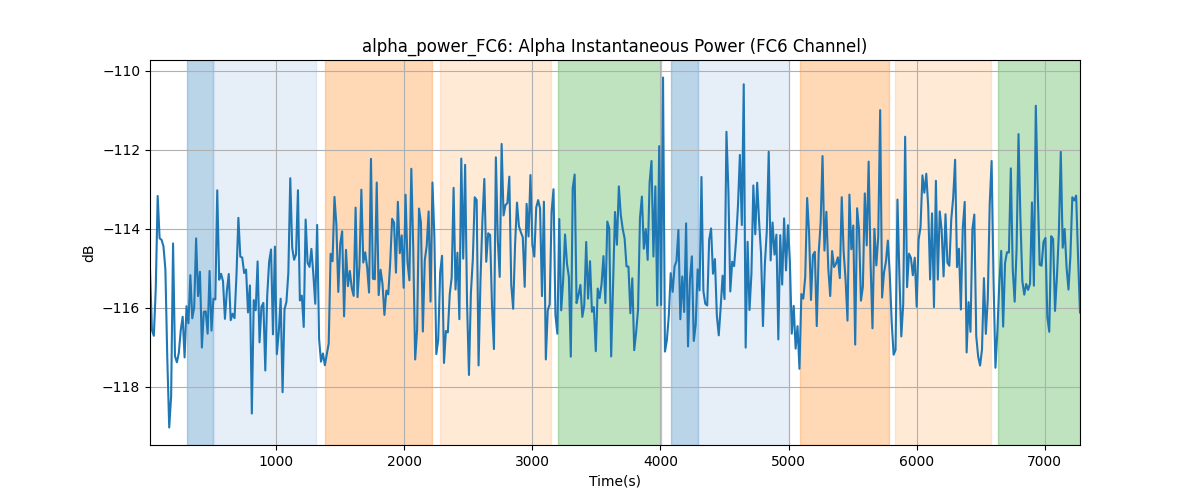 alpha_power_FC6: Alpha Instantaneous Power (FC6 Channel)
−110
−112
−114
−116
−118
dB
1000 2000 3000 4000 5000 6000 7000
Time(s)